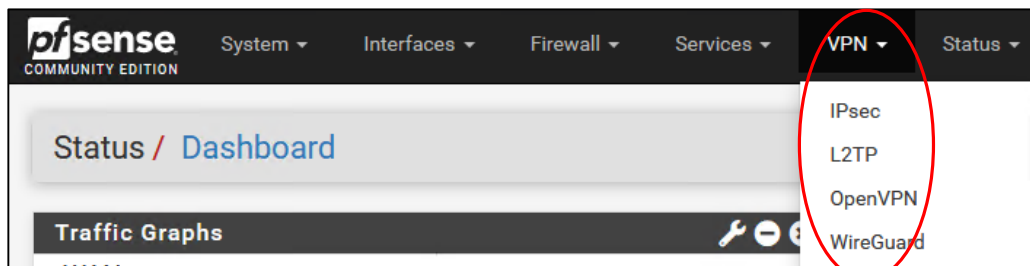 pfsense System Interfaces Firewall Services VPN Status
COMMUNITY EDITION
IPsec
Status / Dashboard
L2TP
OpenVPN
Traffic Graphs
WireGuard